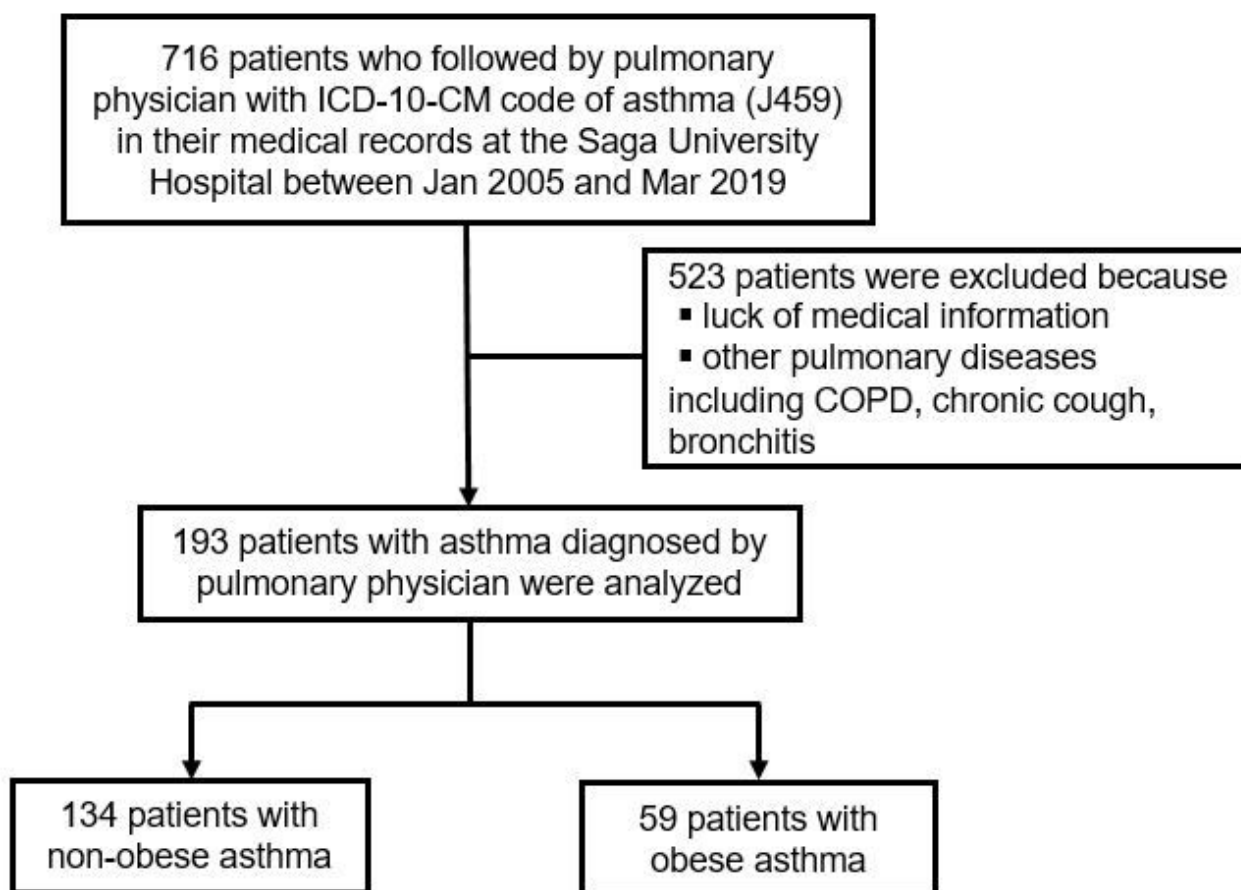 716 patients who followed by pulmonary
physician with ICD-10-CM code of asthma (J459)
in their medical records at the Saga University
Hospital between Jan 2005 and Mar 2019
523 patients were excluded because
▪ luck of medical information
▪ other pulmonary diseases
including COPD, chronic cough,
bronchitis
193 patients with asthma diagnosed by
pulmonary physician were analyzed
134 patients with
non-obese asthma
59 patients with
obese asthma